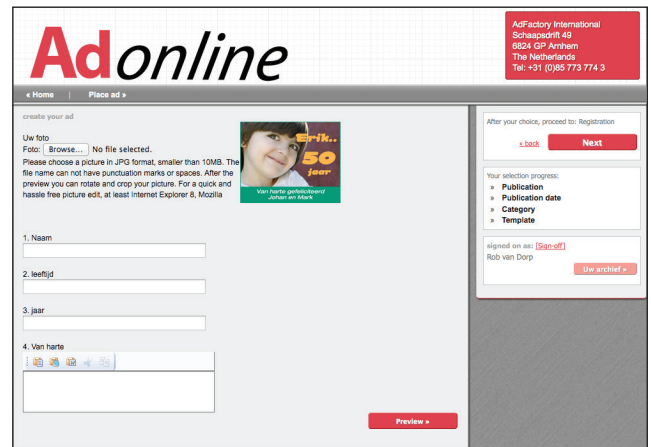 Adonline
AdFactory International
Schaapsdrift 49
6824 GP Arnhem
The Netherlands
Tel: +31 (0)85 773 774 3
« Home | Place ad »
create your ad
Uw foto
Foto: Browse... No file selected.
Please choose a picture in JPG format, smaller than 10MB. The
file name can not have punctuation marks or spaces. After the
preview you can rotate and crop your picture. For a quick and
hassle free picture edit, at least Internet Explorer 8, Mozilla
Erik..
50
jaar
Van harte gefeliciteerd
Johan en Mark
1. Naam
2. leeftijd
3. jaar
4. Van harte
Preview »
After your choice, proceed to: Registration
« back Next
Your selection progress:
» Publication
» Publication date
» Category
» Template
signed on as: [Sign-off]
Rob van Dorp
Uw archief »